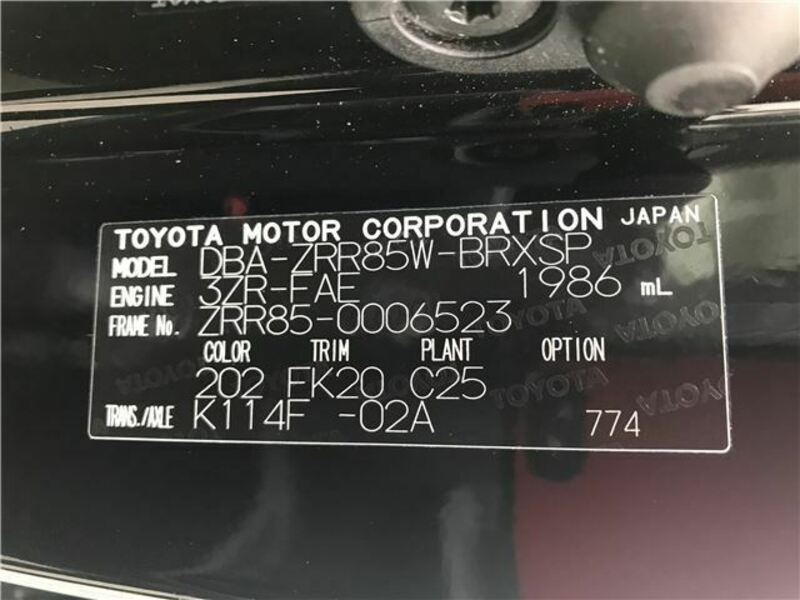 TOYOTA MOTOR CORPORATION JAPAN
MODEL DBA-ZRR85W-BRXSP
ENGINE 3ZR-FAE 1986 mL
FRAME No. ZRR85-0006523
COLOR TRIM PLANT OPTION
202 FK20 C25
TRANS./AXLE K114F -02A 774